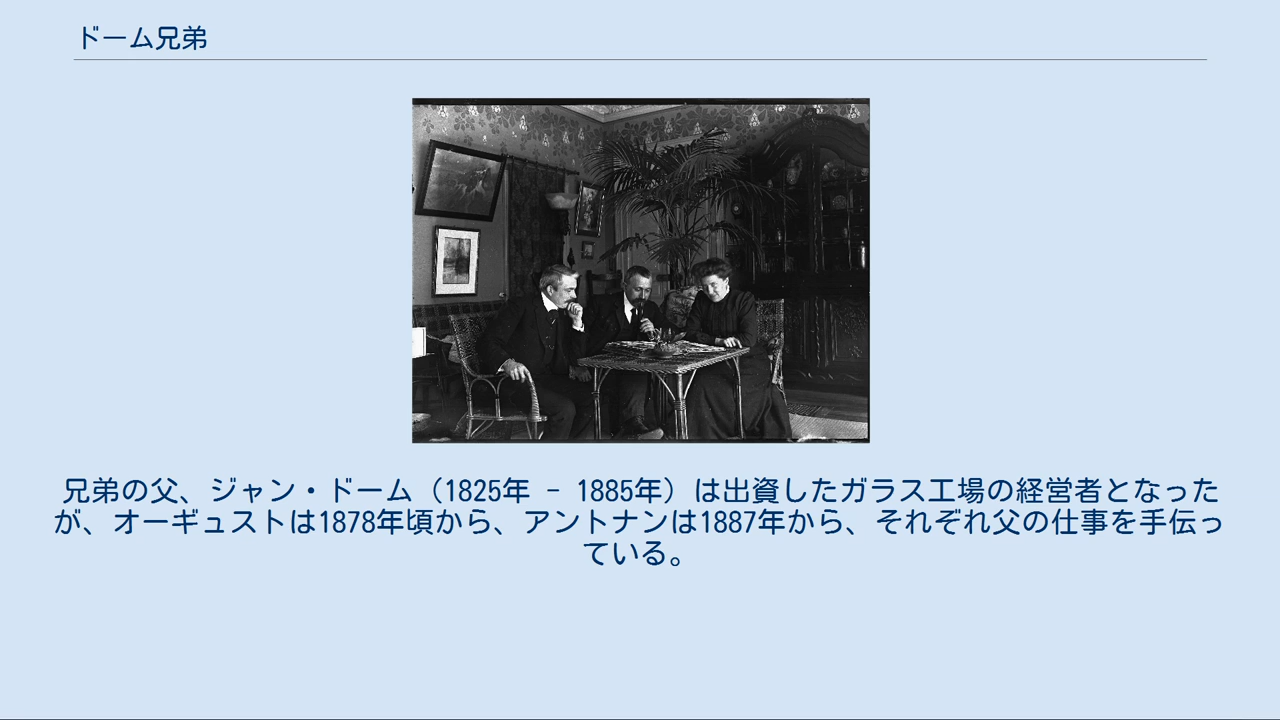 ドーム兄弟
兄弟の父、ジャン・ドーム（1825年 - 1885年）は出資したガラス工場の経営者となった
が、オーギュストは1878年頃から、アントナンは1887年から、それぞれ父の仕事を手伝っ
ている。